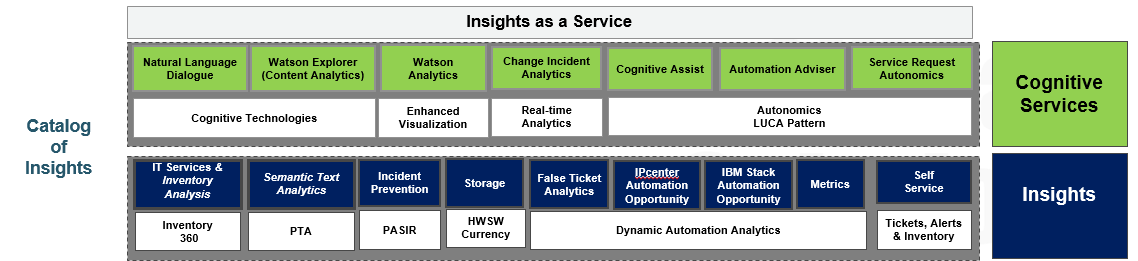 Insights as a Service
Natural Language
Dialogue
Watson Explorer
(Content Analytics)
Watson
Analytics
Change Incident
Analytics
Cognitive Assist
Automation Adviser
Service Request
Autonomics
Cognitive Technologies
Enhanced
Visualization
Real-time
Analytics
Autonomics
LUCA Pattern
Cognitive
Services
Catalog
of
Insights
IT Services &
Inventory
Analysis
Semantic Text
Analytics
Incident
Prevention
Storage
False Ticket
Analytics
IPcenter
Automation
Opportunity
IBM Stack
Automation
Opportunity
Metrics
Self
Service
Inventory
360
PTA
PASIR
HWSW
Currency
Dynamic Automation Analytics
Tickets, Alerts
& Inventory
Insights